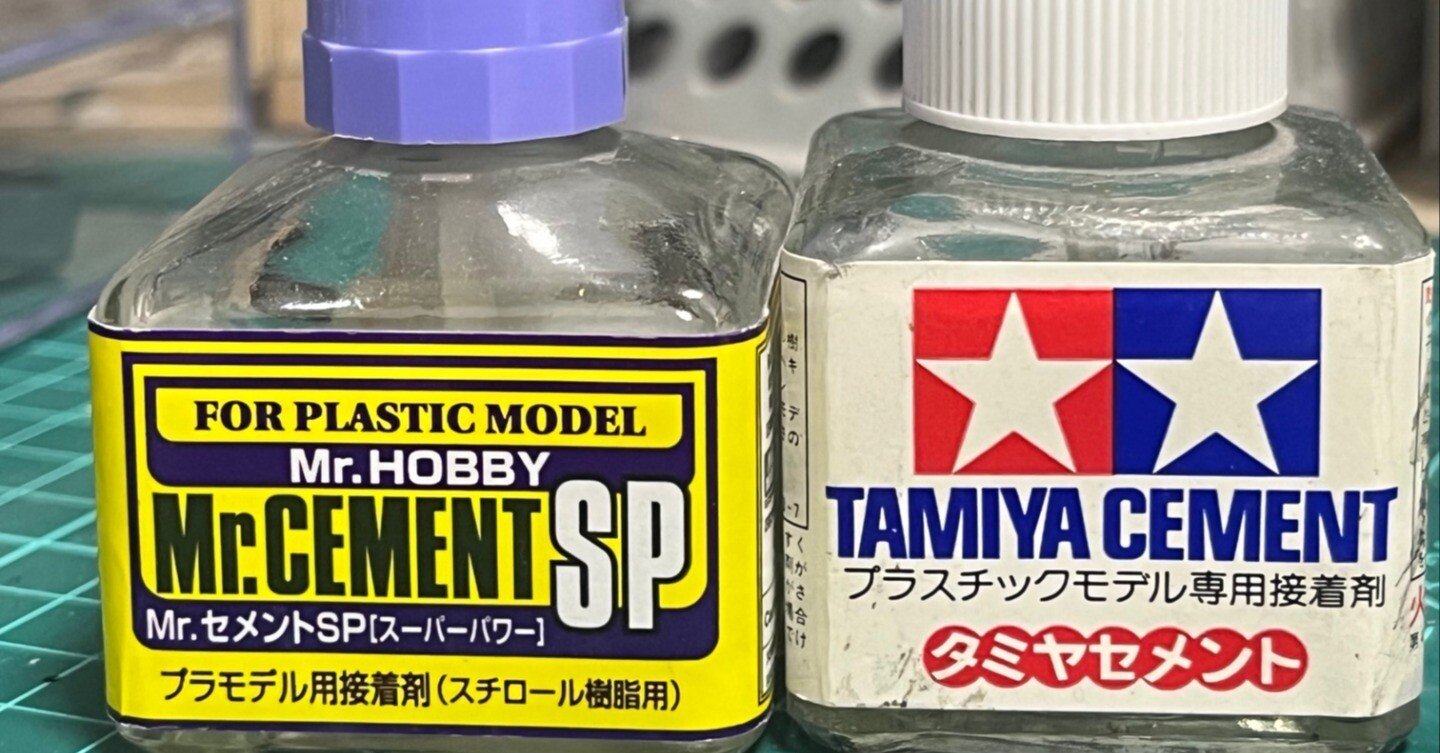 FOR PLASTIC MODEL
Mr.HOBBY
Mr.CEMENT SP
Mr.セメントSP[スーパーパワー]
プラモデル用接着剤(スチロール樹脂用)
TAMIYA CEMENT
プラスチックモデル専用接着剤
タミヤセメント